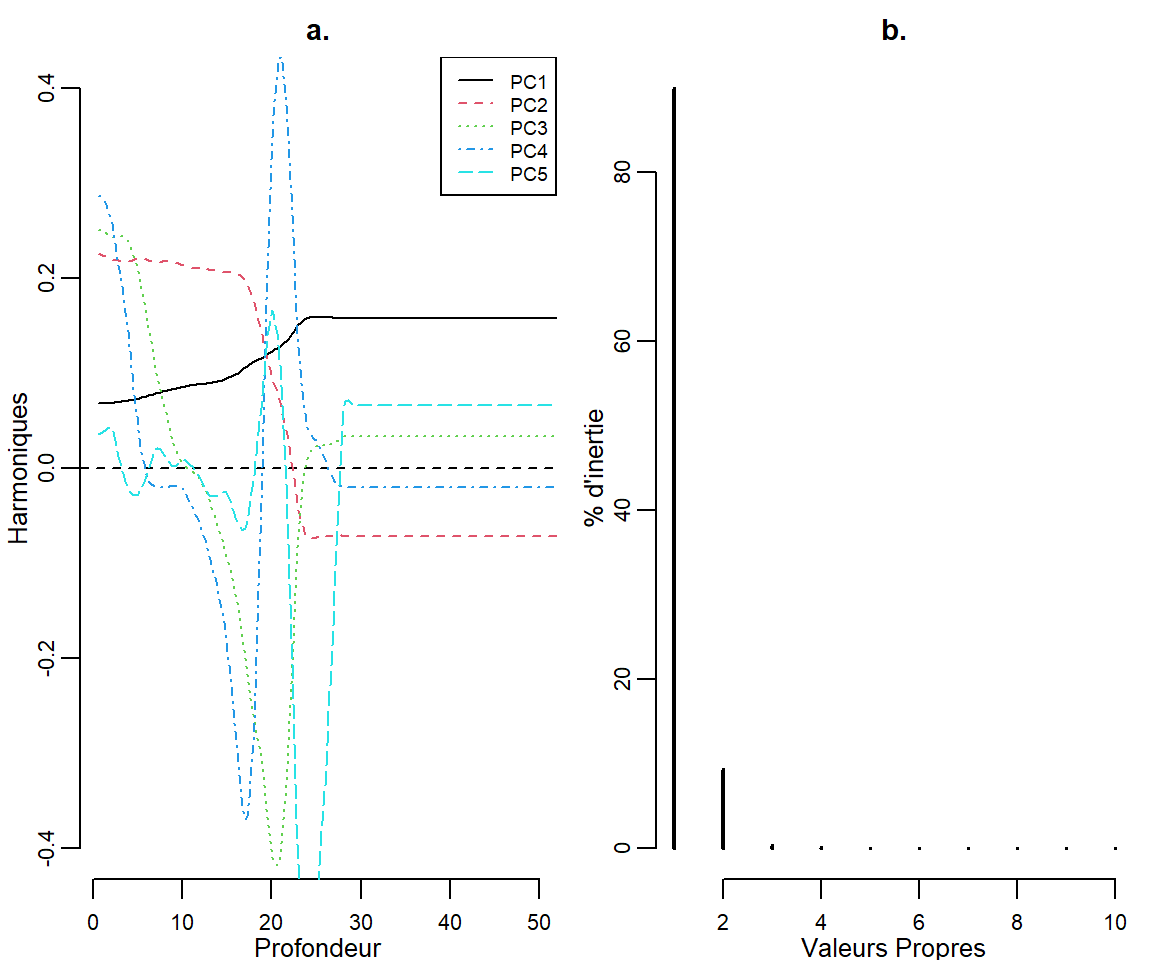 a.
Harmoniques
0.4
0.2
0.0
-0.2
-0.4
PC1
PC2
PC3
PC4
PC5
0 10 20 30 40 50
Profondeur
b.
% d'inertie
80
60
40
20
0
2 4 6 8 10
Valeurs Propres